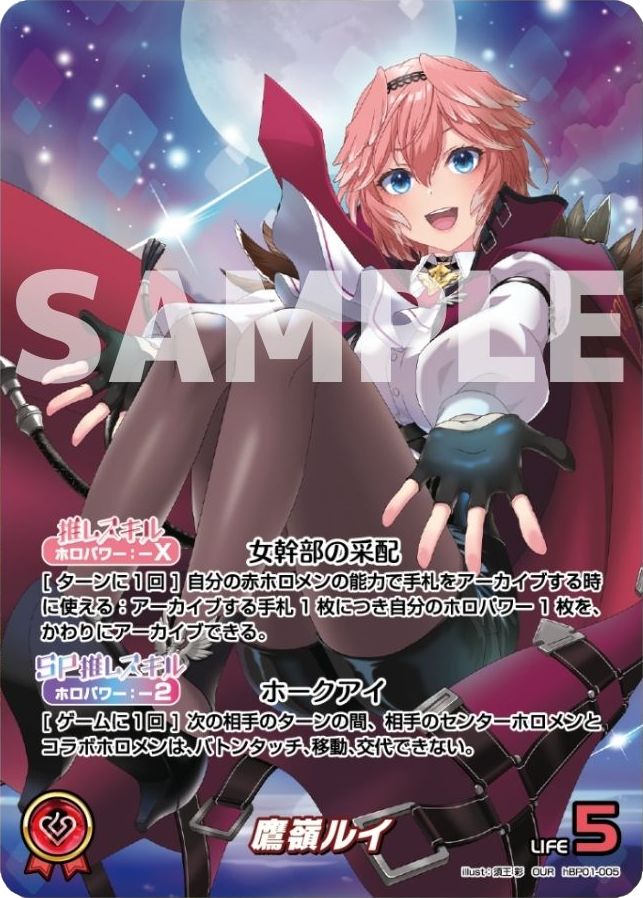 SAMPLE
推しスキル
ホロパワー:-X
女幹部の采配
[ ターンに1回 ] 自分の赤ホロメンの能力で手札をアーカイブする時
に使える:アーカイブする手札1枚につき自分のホロパワー1枚を、
かわりにアーカイブできる。
SP推しスキル
ホロパワー:-2
ホークアイ
[ ゲームに1回 ] 次の相手のターンの間、相手のセンターホロメンと
コラボホロメンは、バトンタッチ、移動、交代できない。
鷹嶺ルイ
LIFE 5
illust:須王 彩 OUR hBP01-005